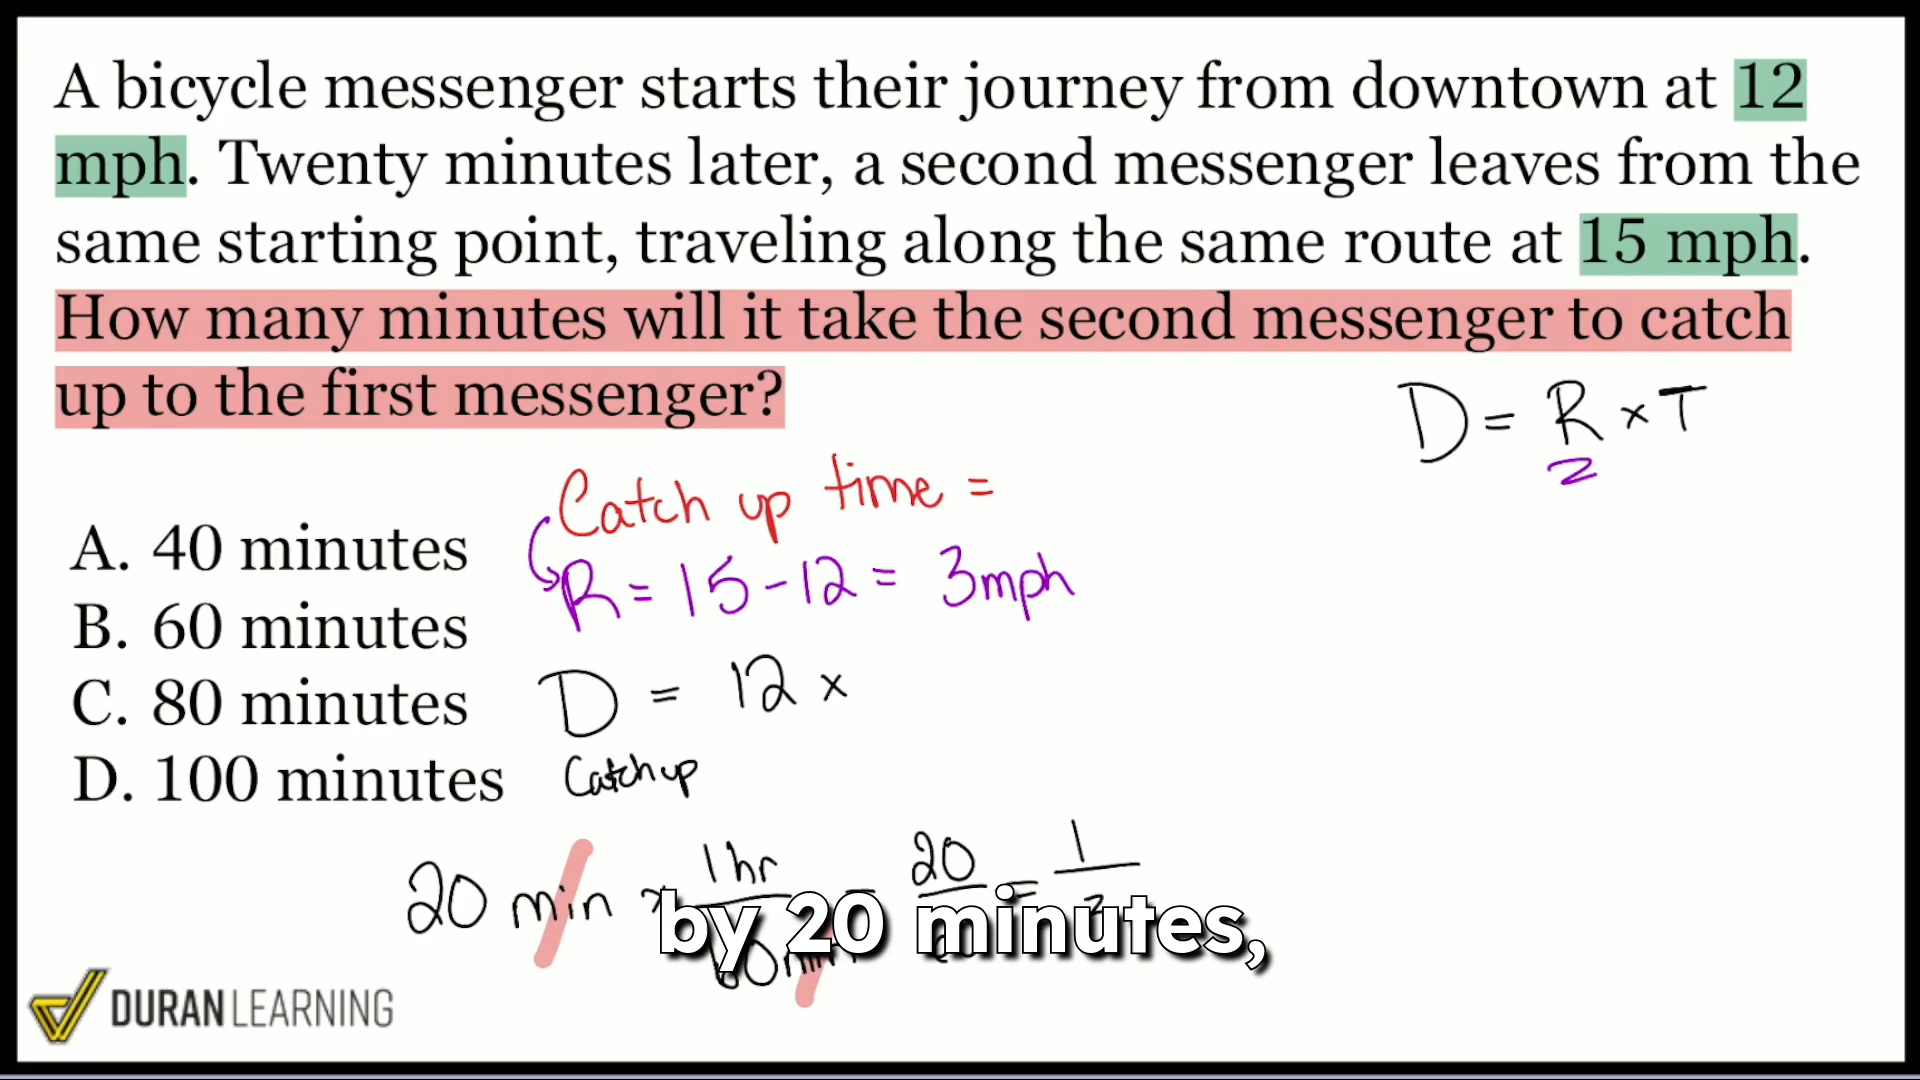 A bicycle messenger starts their journey from downtown at 12
mph. Twenty minutes later, a second messenger leaves from the
same starting point, traveling along the same route at 15 mph.
How many minutes will it take the second messenger to catch
up to the first messenger?
D = R × T
Catch up time =
R = 15 - 12 = 3mph
A. 40 minutes
B. 60 minutes
C. 80 minutes
D. 100 minutes
D = 12 ×
Catch up
20 min × 1 hr = 20 = 1
by 20 minutes,
DURAN LEARNING